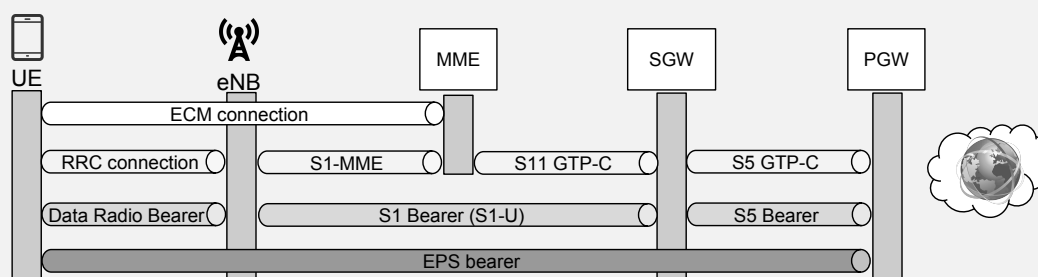 UE
eNB
MME
SGW
PGW
ECM connection
RRC connection
S1-MME
S11 GTP-C
S5 GTP-C
Data Radio Bearer
S1 Bearer (S1-U)
S5 Bearer
EPS bearer